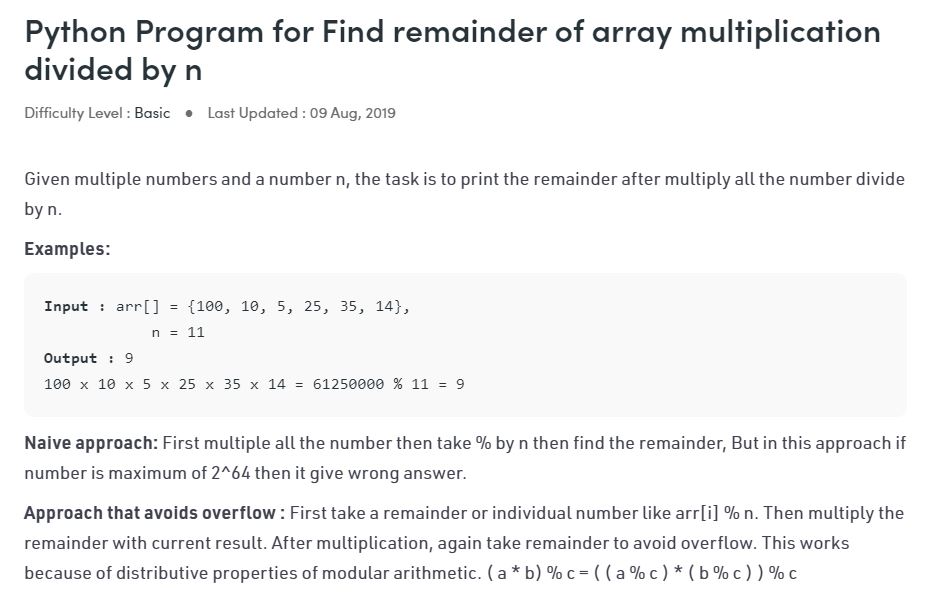 Python Program for Find remainder of array multiplication
divided by n
Difficulty Level : Basic ● Last Updated : 09 Aug, 2019
Given multiple numbers and a number n, the task is to print the remainder after multiply all the number divide
by n.
Examples:
Input : arr[] = {100, 10, 5, 25, 35, 14},
n = 11
Output : 9
100 x 10 x 5 x 25 x 35 x 14 = 61250000 % 11 = 9
Naive approach: First multiple all the number then take % by n then find the remainder, But in this approach if
number is maximum of 2^64 then it give wrong answer.
Approach that avoids overflow : First take a remainder or individual number like arr[i] % n. Then multiply the
remainder with current result. After multiplication, again take remainder to avoid overflow. This works
because of distributive properties of modular arithmetic. ( a * b) % c = ( ( a % c ) * ( b % c ) ) % c